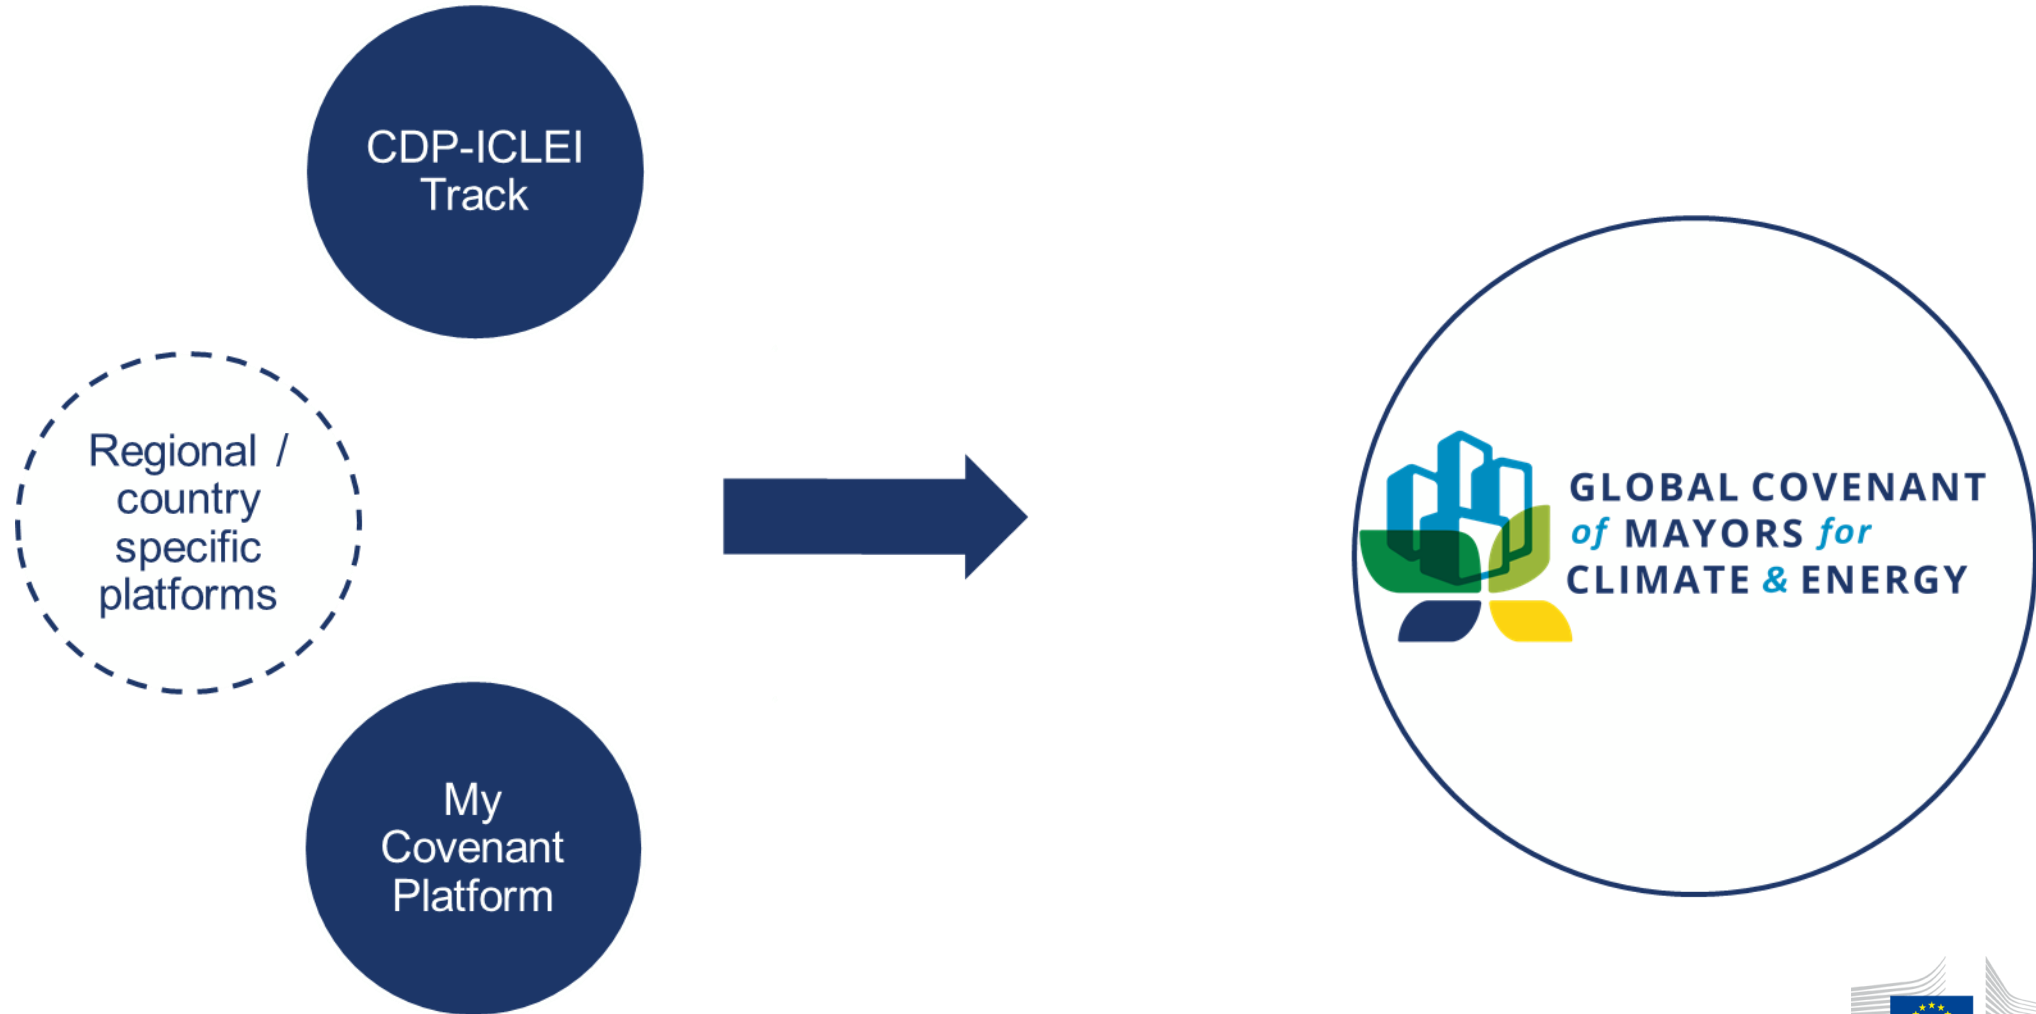 CDP-ICLEI
Track
Regional /
country
specific
platforms
My
Covenant
Platform
GLOBAL COVENANT
of MAYORS for
CLIMATE & ENERGY